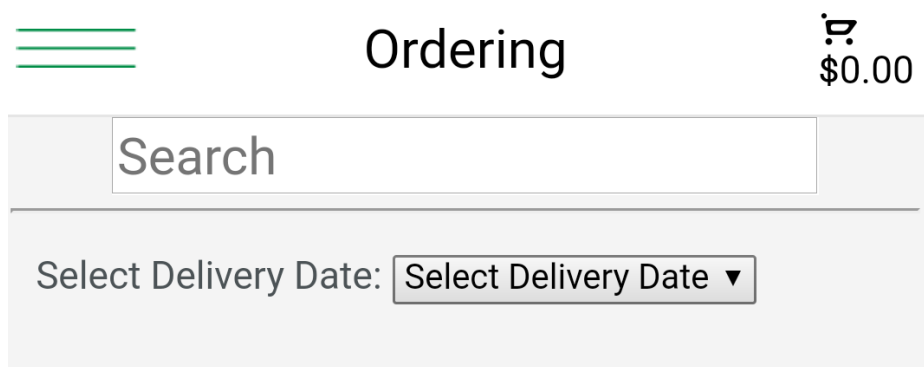 Ordering
$0.00
Search
Select Delivery Date: Select Delivery Date ▼